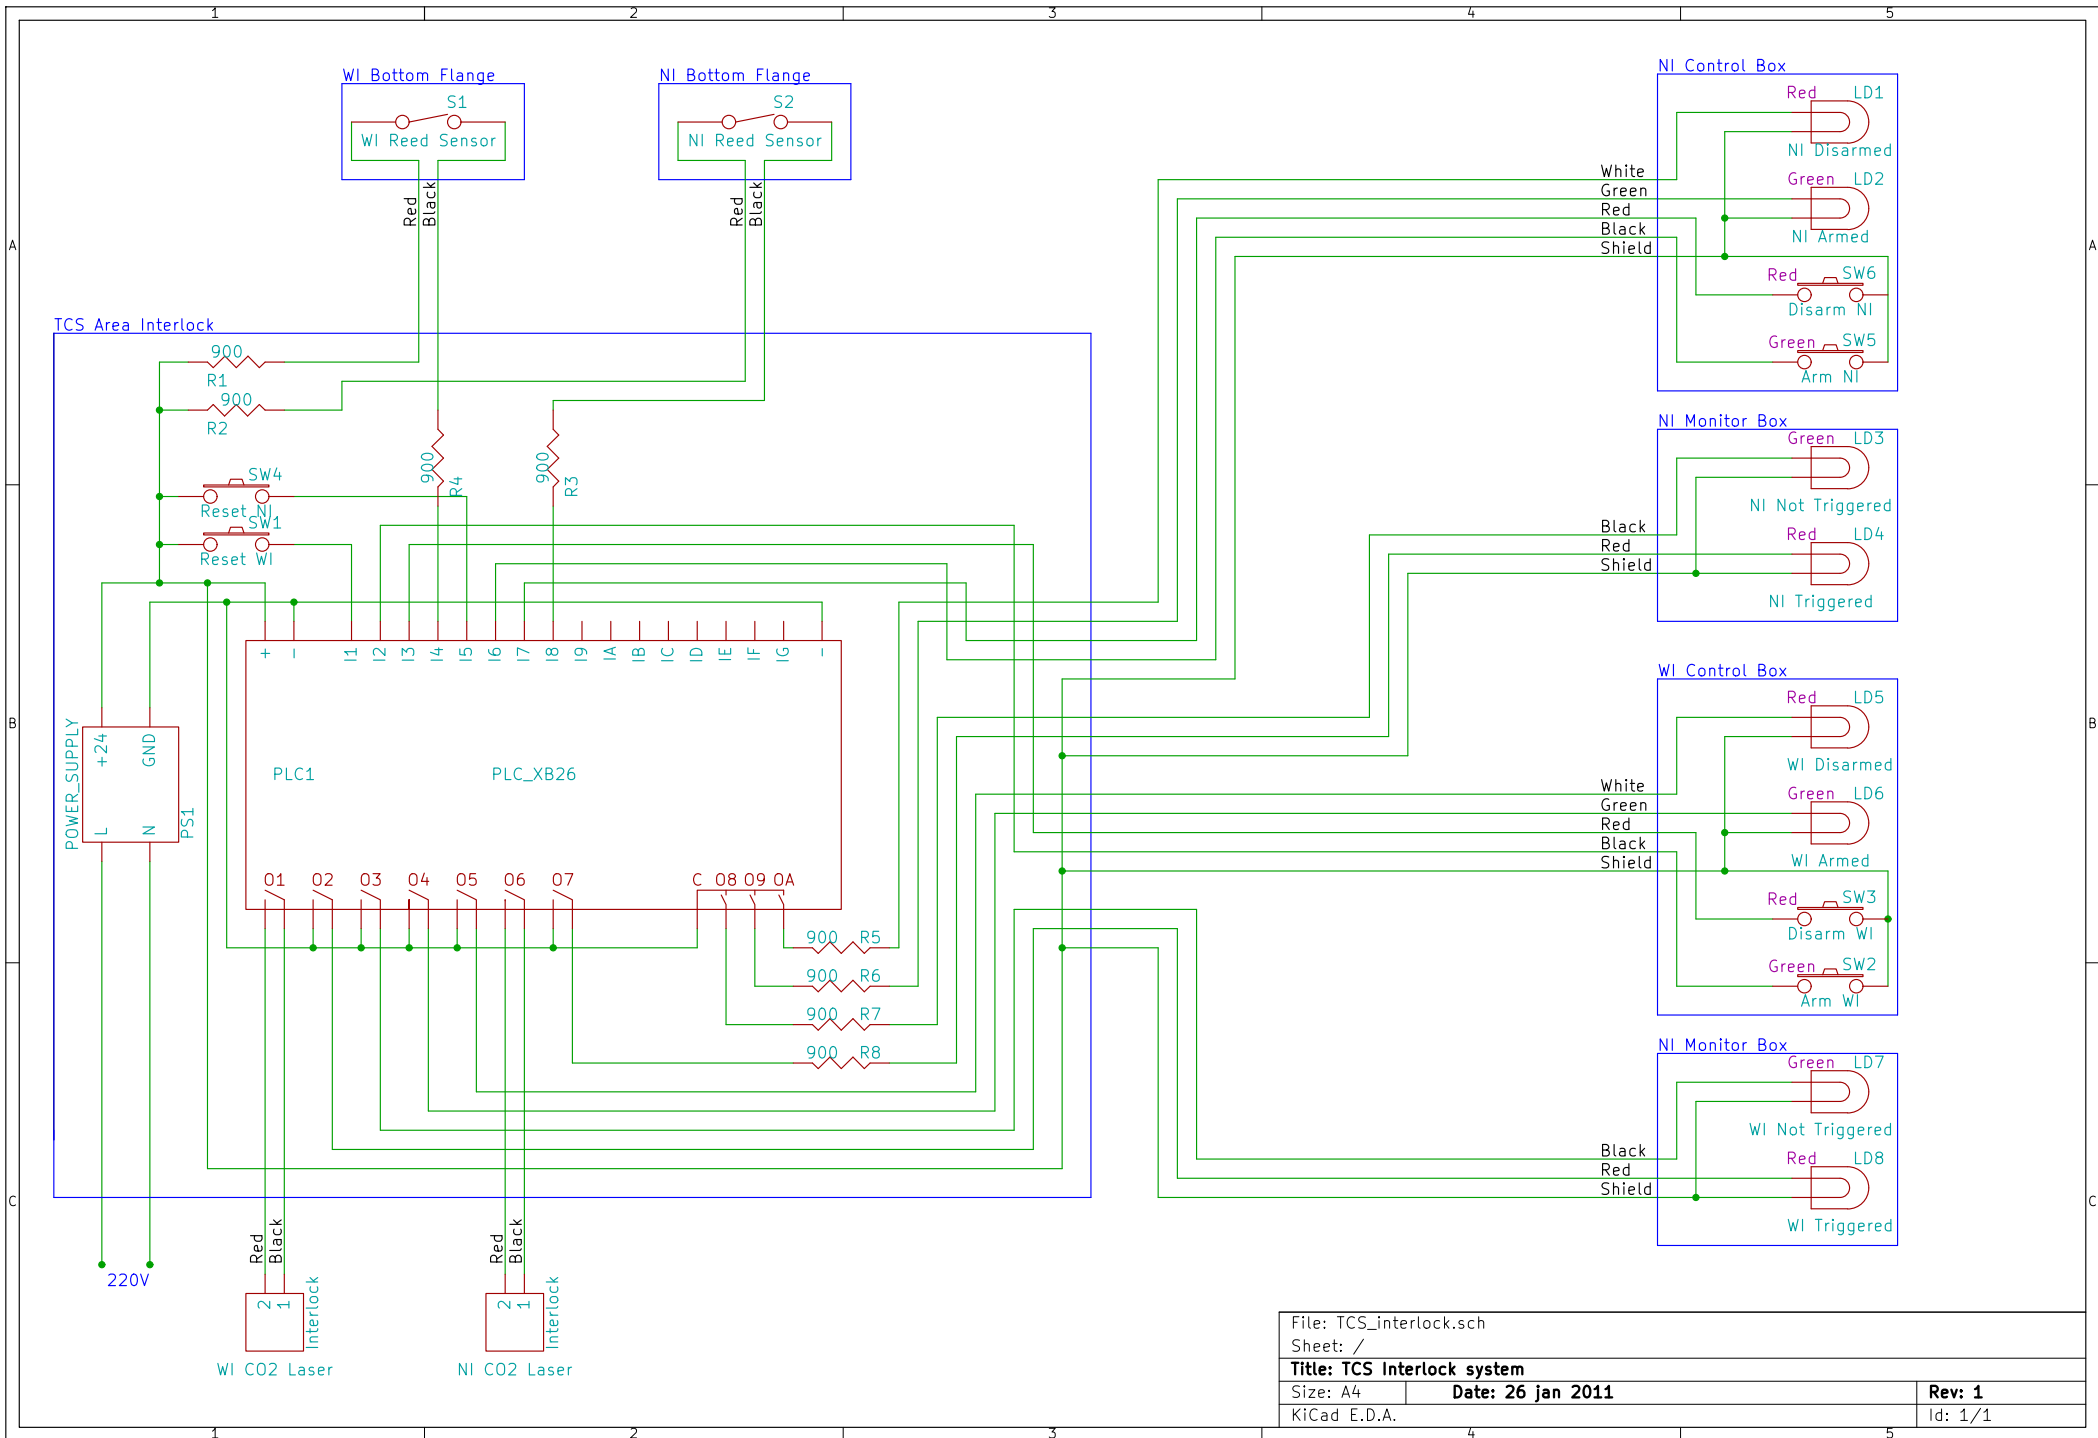 1 2 3 4 5
WI Bottom Flange
S1
WI Reed Sensor
Red
Black
NI Bottom Flange
S2
NI Reed Sensor
Red
Black
NI Control Box
Red LD1
NI Disarmed
Green LD2
NI Armed
Red SW6
Disarm NI
Green SW5
Arm NI
White
Green
Red
Black
Shield
A A
TCS Area Interlock
900
R1
900
R2
900
R4
900
R3
SW4
Reset NI
SW1
Reset WI
NI Monitor Box
Green LD3
NI Not Triggered
Red LD4
NI Triggered
Black
Red
Shield
+ - I1 I2 I3 I4 I5 I6 I7 I8 I9 IA IB IC ID IE IF IG -
B B
POWER_SUPPLY
+24
GND
L
N
PS1
PLC1
PLC_XB26
O1 O2 O3 O4 O5 O6 O7 C O8 O9 OA
WI Control Box
Red LD5
WI Disarmed
Green LD6
WI Armed
Red SW3
Disarm WI
Green SW2
Arm WI
White
Green
Red
Black
Shield
900 R5
900 R6
900 R7
900 R8
NI Monitor Box
Green LD7
WI Not Triggered
Red LD8
WI Triggered
Black
Red
Shield
C C
220V
Red
Black
2
1
Interlock
WI CO2 Laser
Red
Black
2
1
Interlock
NI CO2 Laser
File: TCS_interlock.sch
Sheet: /
Title: TCS Interlock system
Size: A4 Date: 26 jan 2011 Rev: 1
KiCad E.D.A. Id: 1/1
1 2 3 4 5